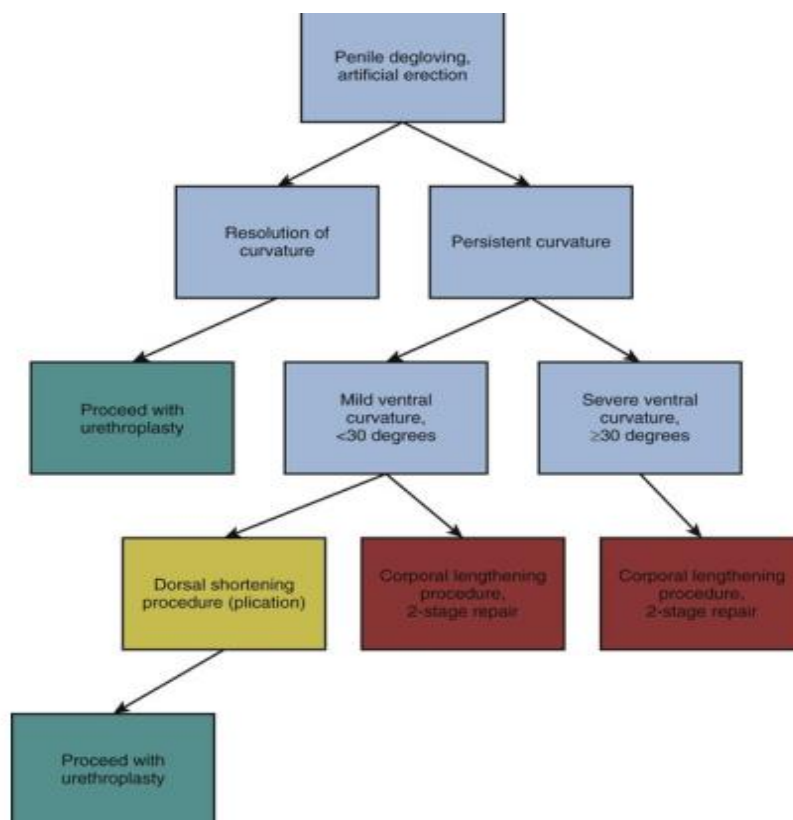 Penile degloving,
artificial erection
Resolution of
curvature
Persistent curvature
Proceed with
urethroplasty
Mild ventral
curvature,
<30 degrees
Severe ventral
curvature,
≥30 degrees
Dorsal shortening
procedure (plication)
Corporal lengthening
procedure,
2-stage repair
Corporal lengthening
procedure,
2-stage repair
Proceed with
urethroplasty